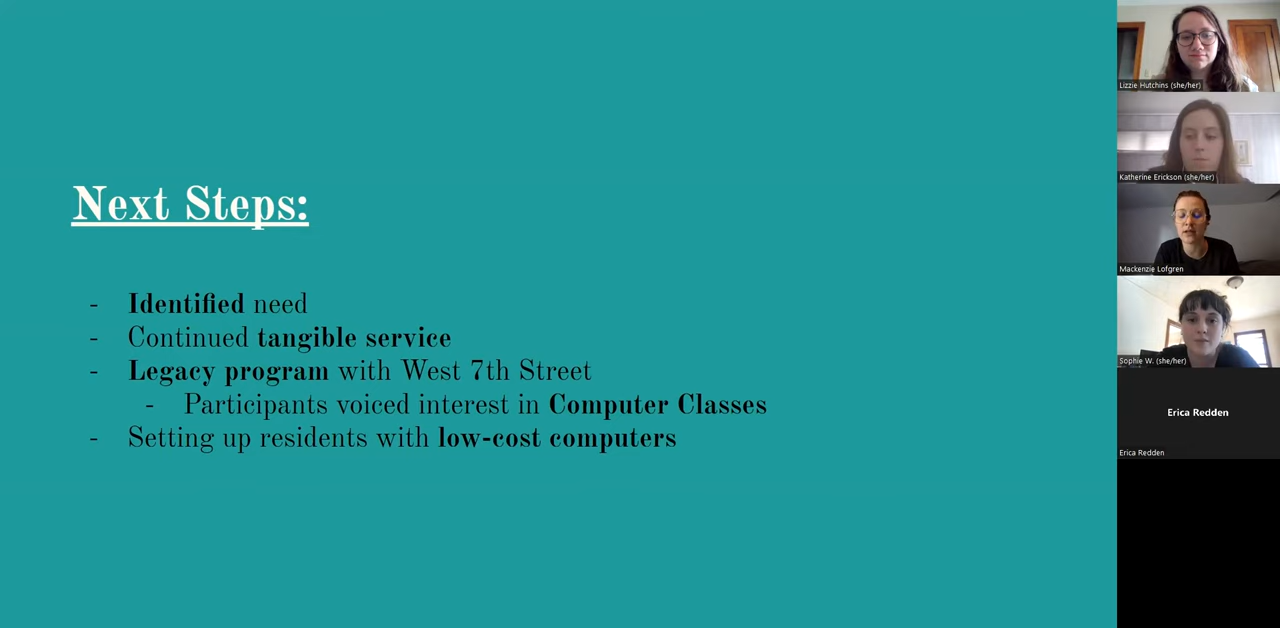 Next Steps:
- Identified need
- Continued tangible service
- Legacy program with West 7th Street
- Participants voiced interest in Computer Classes
- Setting up residents with low-cost computers
Lizzie Hutchins (she/her)
Katherine Erickson (she/her)
Mackenzie Lofgren
Sophie W. (she/her)
Erica Redden
Erica Redden